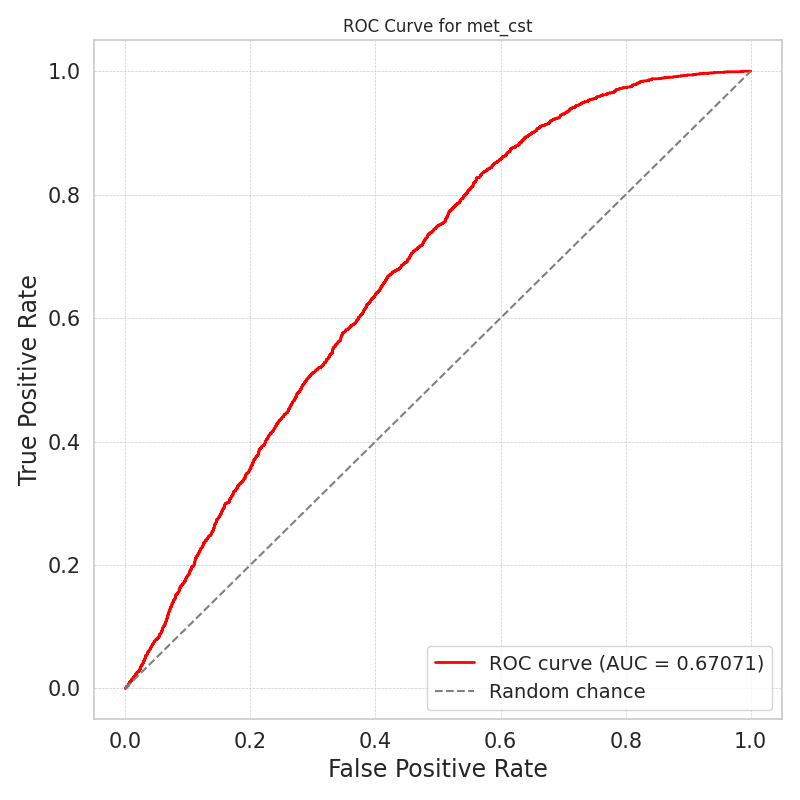 ROC Curve for met_cst
1.0
0.8
0.6
0.4
0.2
0.0
True Positive Rate
ROC curve (AUC = 0.67071)
Random chance
0.0 0.2 0.4 0.6 0.8 1.0
False Positive Rate